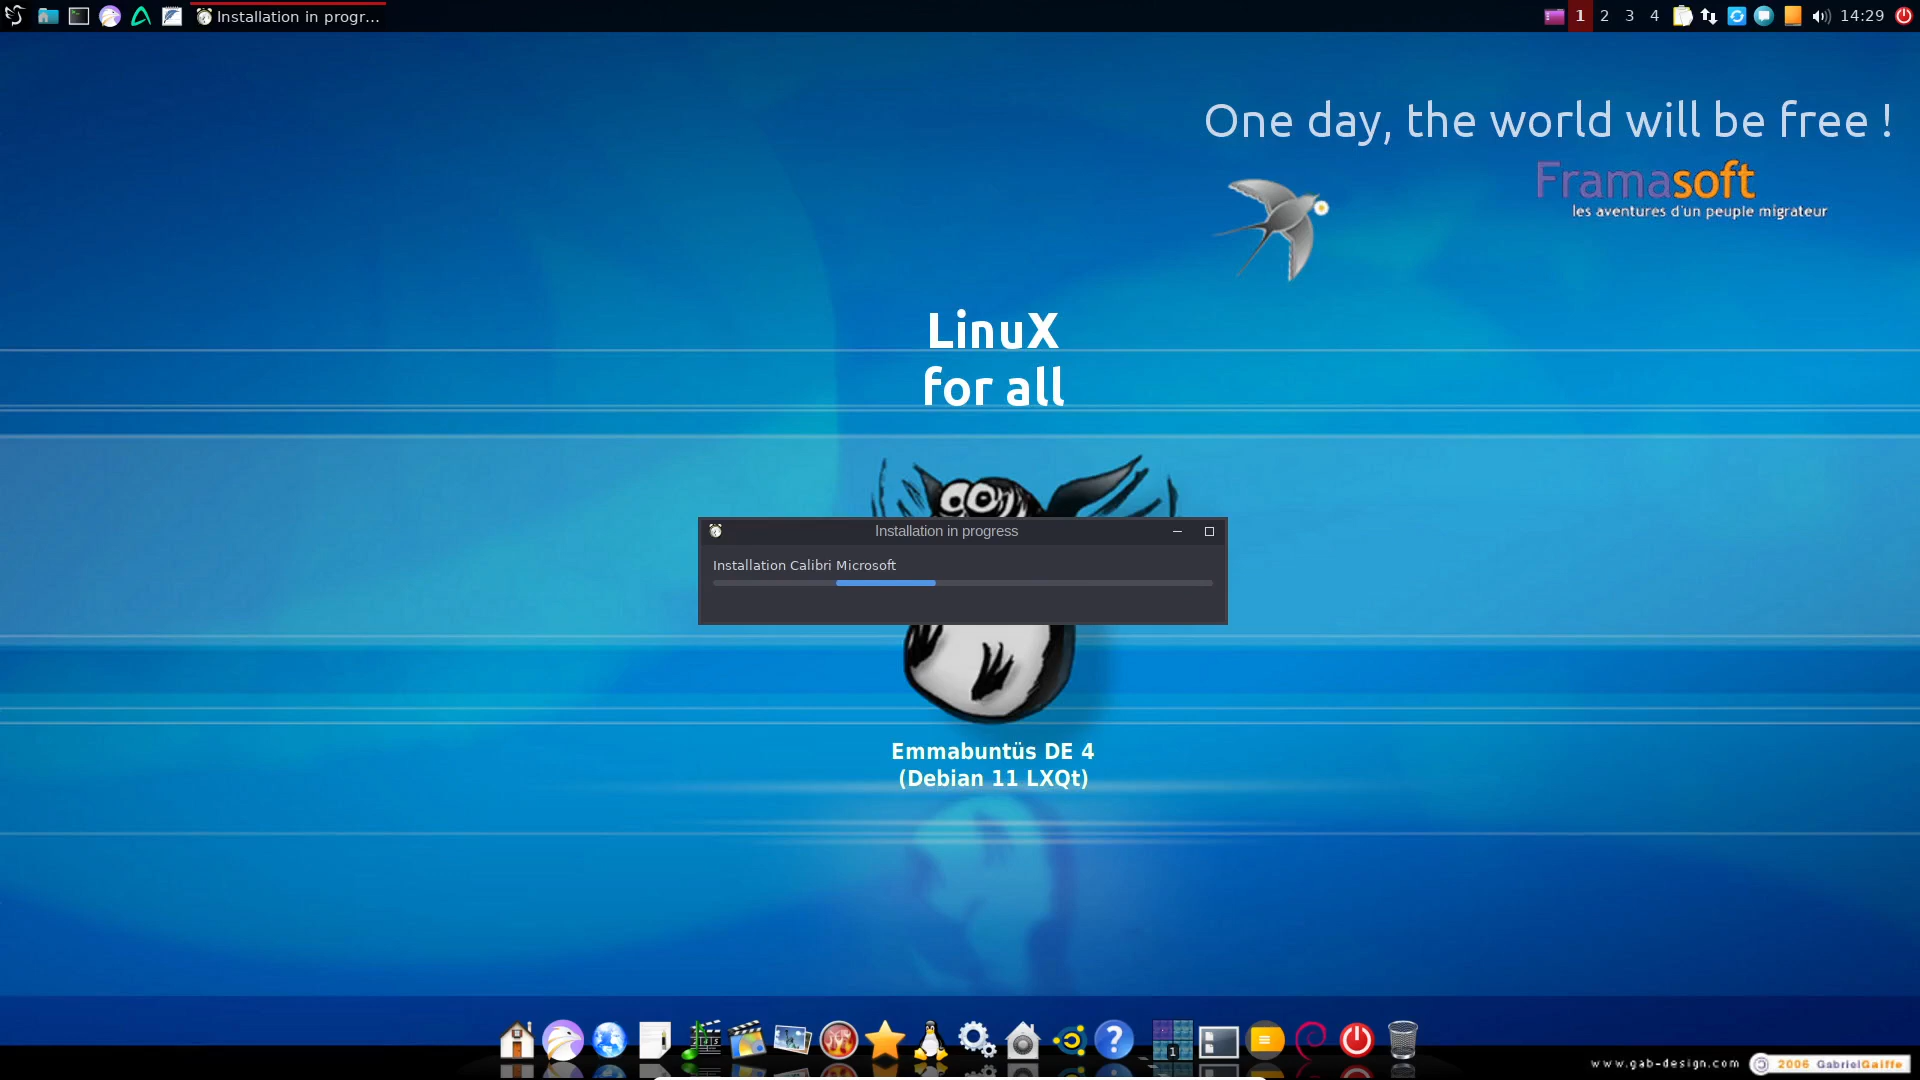 Installation in progr...
1 2 3 4
14:29
One day, the world will be free !
Framasoft
les aventures d'un peuple migrateur
LinuX
for all
Installation in progress
Installation Calibri Microsoft
Emmabuntüs DE 4
(Debian 11 LXQt)
1
www.gab-design.com
© 2006 GabrielGaiffe